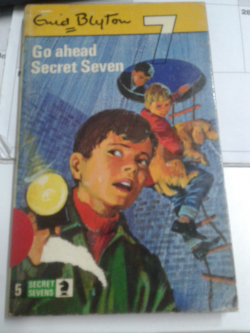 Enid Blyton
7
Go ahead
Secret Seven
5
SECRET
SEVENS